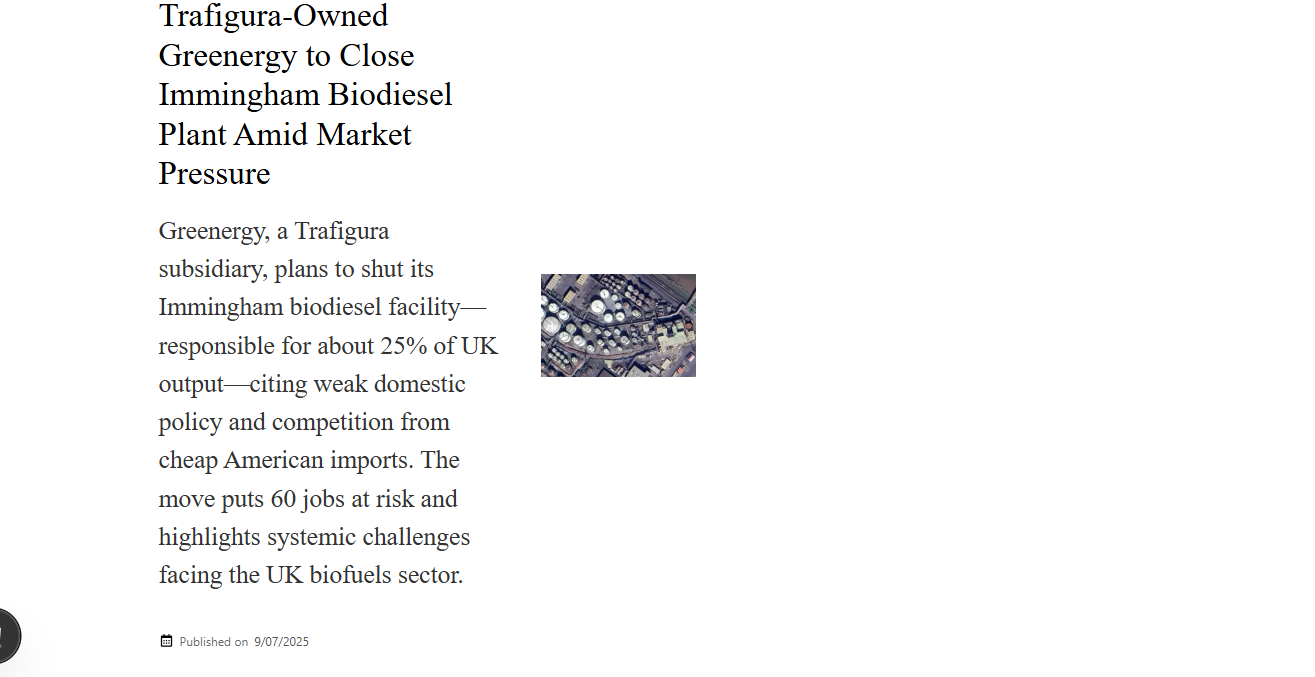 Trafigura-Owned
Greenergy to Close
Immingham Biodiesel
Plant Amid Market
Pressure
Greenergy, a Trafigura
subsidiary, plans to shut its
Immingham biodiesel facility—
responsible for about 25% of UK
output—citing weak domestic
policy and competition from
cheap American imports. The
move puts 60 jobs at risk and
highlights systemic challenges
facing the UK biofuels sector.
Published on 9/07/2025